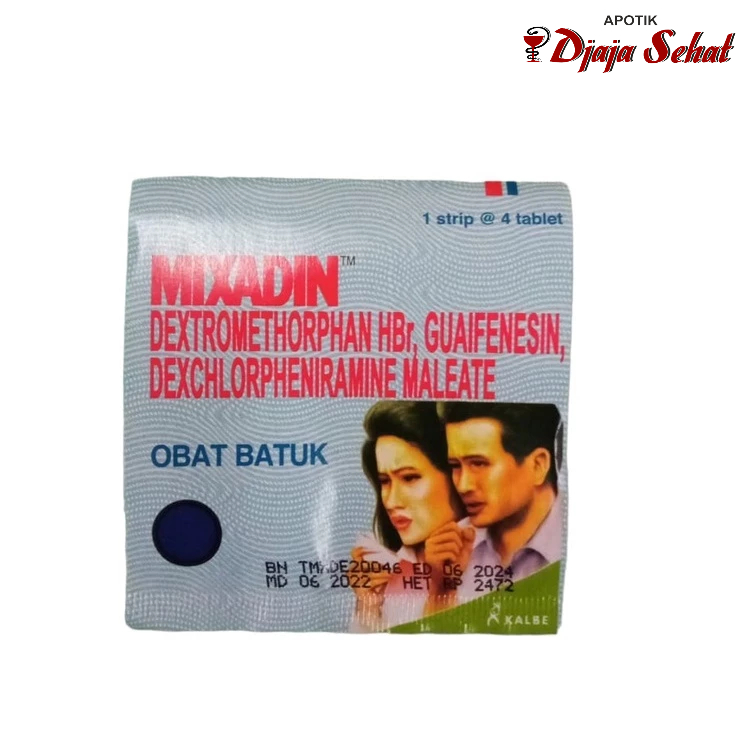 APOTIK
Djaja Sehat
1 strip @ 4 tablet
MIXADIN™
DEXTROMETHORPHAN HBr, GUAIFENESIN,
DEXCHLORPHENIRAMINE MALEATE
OBAT BATUK
BN TMADE20046 ED 06 2024
MD 06 2022 HET RP 2472
KALBE